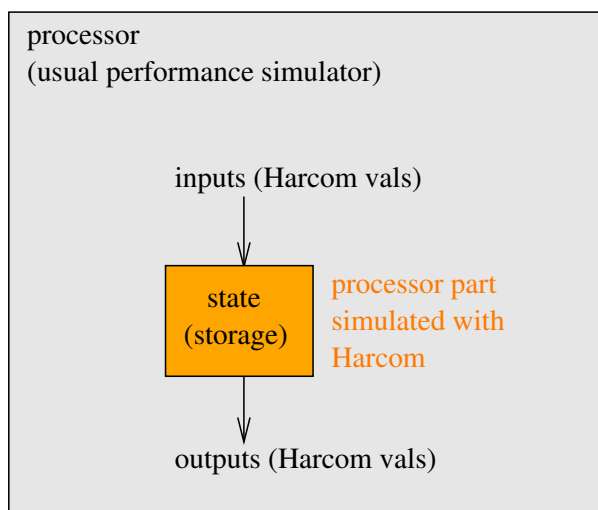 processor
(usual performance simulator)
inputs (Harcom vals)
state
(storage)
processor part
simulated with
Harcom
outputs (Harcom vals)